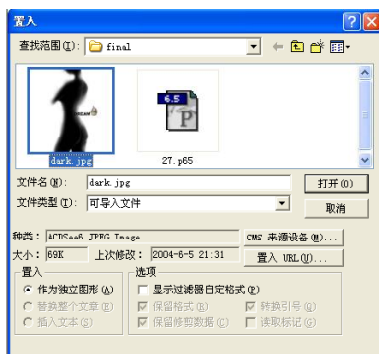 置入
查找范围(I): final
6.5
P
dark.jpg
27.p65
文件名(N): dark.jpg 打开(O)
文件类型(T): 可导入文件 取消
种类: ACDSee6 JPEG Image CMS 来源设备(M)...
大小: 69K 上次修改: 2004-6-5 21:31 置入 URL(U)...
置入 选项
作为独立图形(A) 显示过滤器自定格式(P)
替换整个文章(E) 保留格式(R) 转换引号(Q)
插入文本(S) 保留修剪数据(C) 读取标记(G)